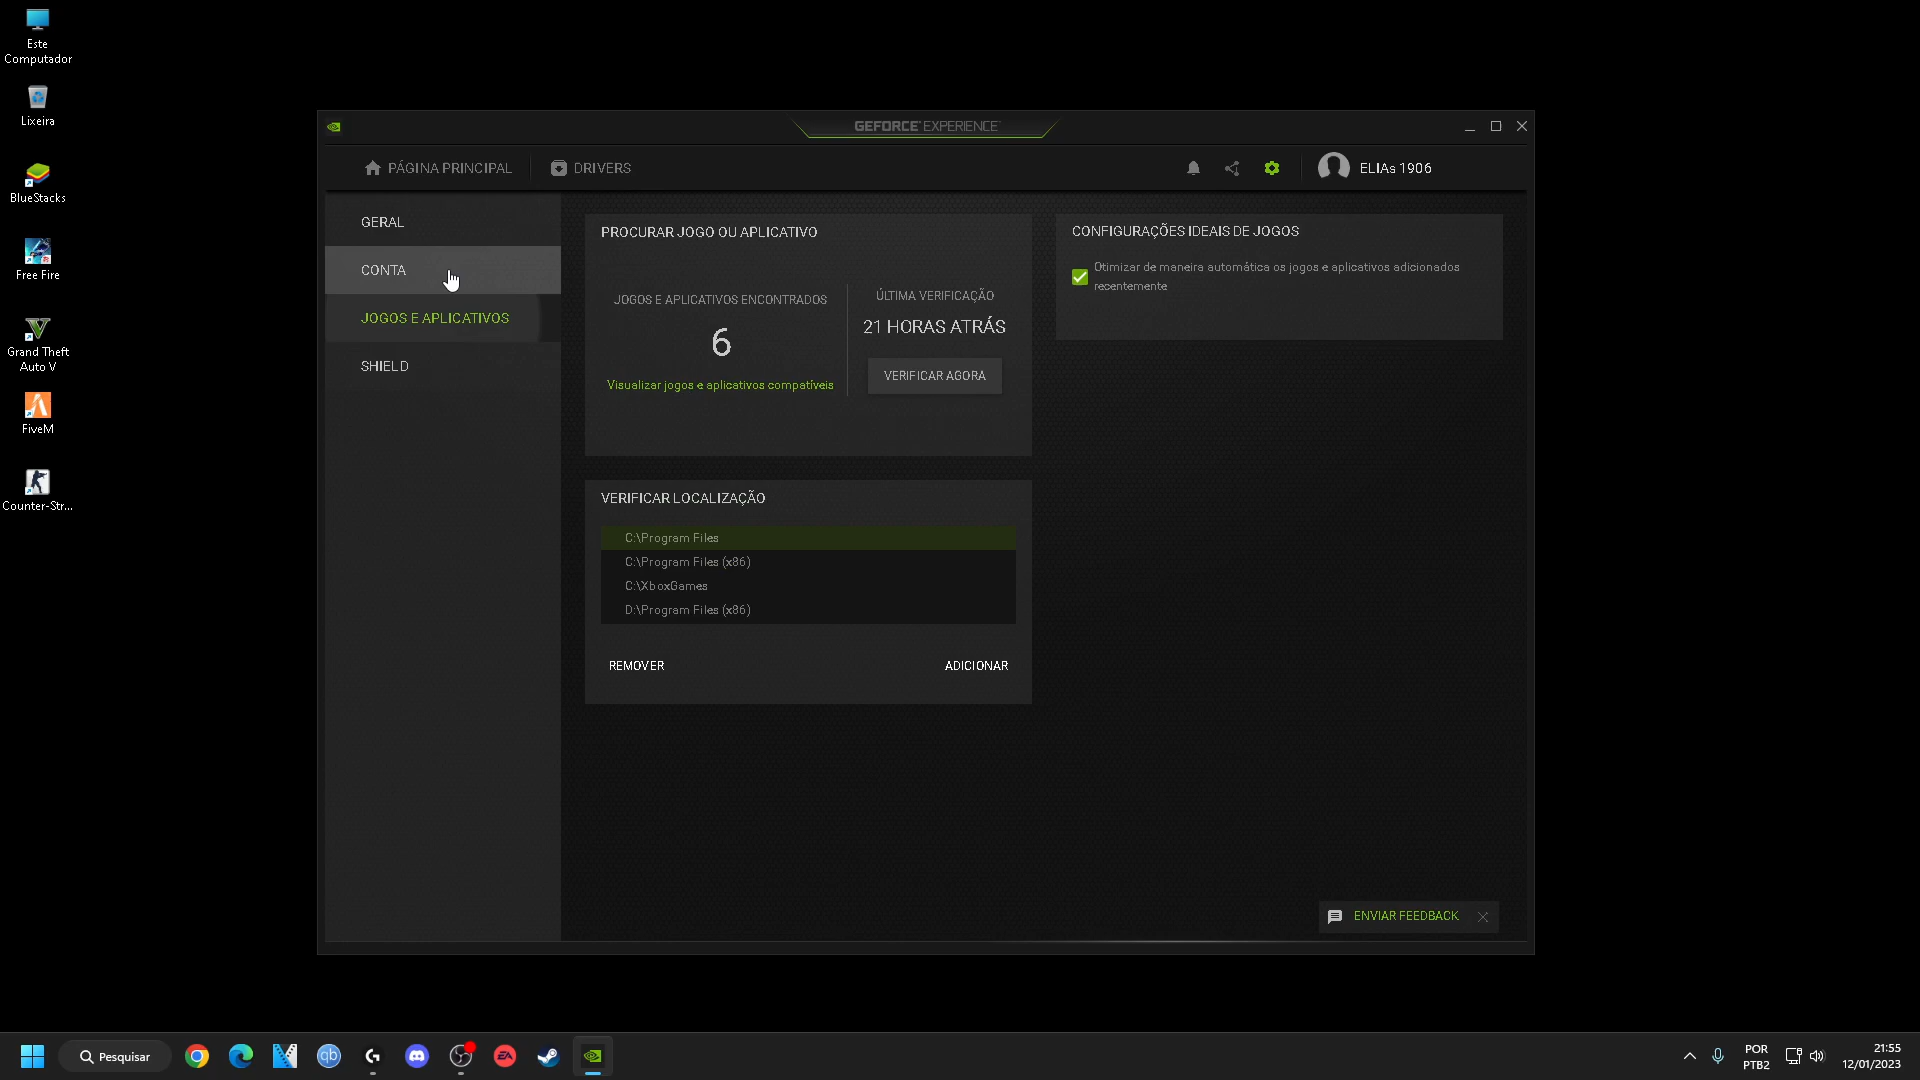 Este
Computador
Lixeira
BlueStacks
Free Fire
Grand Theft
Auto V
FiveM
Counter-Str...
GEFORCE EXPERIENCE
PÁGINA PRINCIPAL
DRIVERS
ELIAs 1906
GERAL
CONTA
JOGOS E APLICATIVOS
SHIELD
PROCURAR JOGO OU APLICATIVO
JOGOS E APLICATIVOS ENCONTRADOS
6
Visualizar jogos e aplicativos compatíveis
ÚLTIMA VERIFICAÇÃO
21 HORAS ATRÁS
VERIFICAR AGORA
CONFIGURAÇÕES IDEAIS DE JOGOS
Otimizar de maneira automática os jogos e aplicativos adicionados
recentemente
VERIFICAR LOCALIZAÇÃO
C:\Program Files
C:\Program Files (x86)
C:\XboxGames
D:\Program Files (x86)
REMOVER
ADICIONAR
ENVIAR FEEDBACK
Pesquisar
qb
EA
POR
PTB2
21:55
12/01/2023